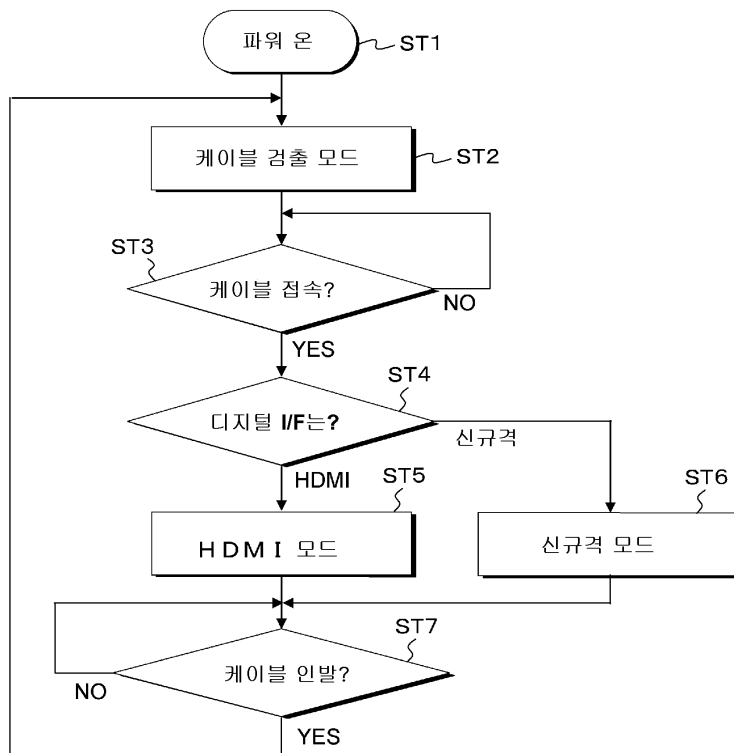 파워 온
ST1
케이블 검출 모드
ST2
ST3
케이블 접속?
NO
YES
ST4
디지털 I/F는?
신규격
HDMI
ST5
ST6
ＨＤＭＩ 모드
신규격 모드
ST7
케이블 인발?
NO
YES